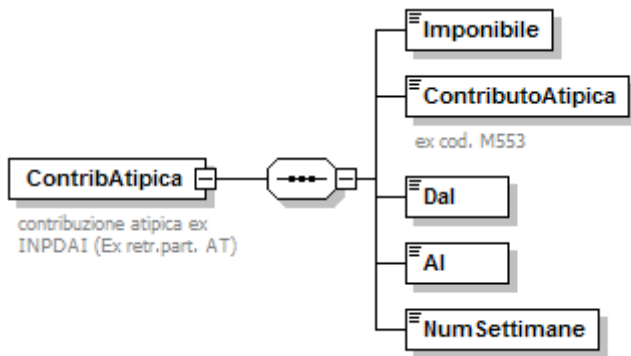 Imponibile
ContributoAtipica
ex cod. M553
ContribAtipica
contribuzione atipica ex
INPDAI (Ex retr.part. AT)
Dal
Al
NumSettimane